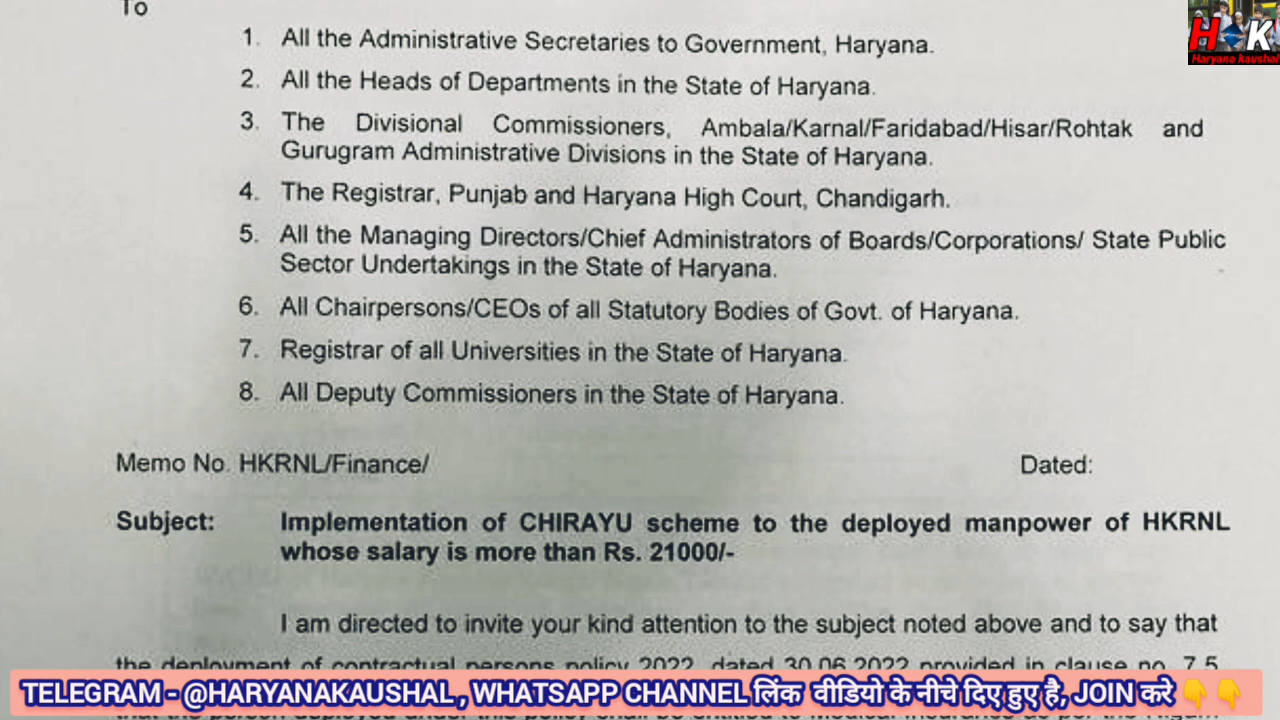 To
1. All the Administrative Secretaries to Government, Haryana.
2. All the Heads of Departments in the State of Haryana.
3. The Divisional Commissioners, Ambala/Karnal/Faridabad/Hisar/Rohtak and
Gurugram Administrative Divisions in the State of Haryana.
4. The Registrar, Punjab and Haryana High Court, Chandigarh.
5. All the Managing Directors/Chief Administrators of Boards/Corporations/ State Public
Sector Undertakings in the State of Haryana.
6. All Chairpersons/CEOs of all Statutory Bodies of Govt. of Haryana.
7. Registrar of all Universities in the State of Haryana.
8. All Deputy Commissioners in the State of Haryana.
Memo No. HKRNL/Finance/ Dated:
Subject: Implementation of CHIRAYU scheme to the deployed manpower of HKRNL
whose salary is more than Rs. 21000/-
I am directed to invite your kind attention to the subject noted above and to say that
the deployment of contractual persons policy 2022, dated 30.06.2022 provided in clause no. 7.5
TELEGRAM - @HARYANAKAUSHAL, WHATSAPP CHANNEL लिंक वीडियो के नीचे दिए हुए है, JOIN करे 👇👇
H K
Haryana kaushal